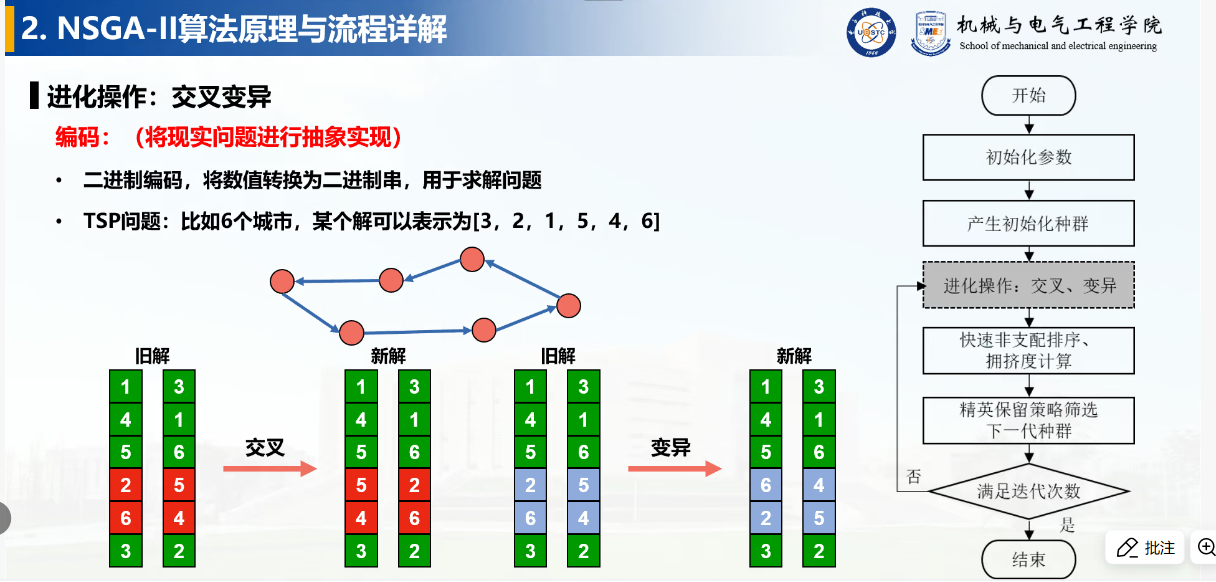 2. NSGA-II算法原理与流程详解
机械与电气工程学院
School of mechanical and electrical engineering
进化操作：交叉变异
编码：（将现实问题进行抽象实现）
• 二进制编码，将数值转换为二进制串，用于求解问题
• TSP问题：比如6个城市，某个解可以表示为[3，2，1，5，4，6]
旧解 新解 旧解 新解
1 3 1 3 1 3 1 3
4 1 4 1 4 1 4 1
5 6 5 6 5 6 5 6
交叉 变异
2 5 5 2 2 5 6 4
6 4 4 6 6 4 2 5
3 2 3 2 3 2 3 2
开始
初始化参数
产生初始化种群
进化操作：交叉、变异
快速非支配排序、
拥挤度计算
精英保留策略筛选
下一代种群
满足迭代次数
否
是
结束
批注